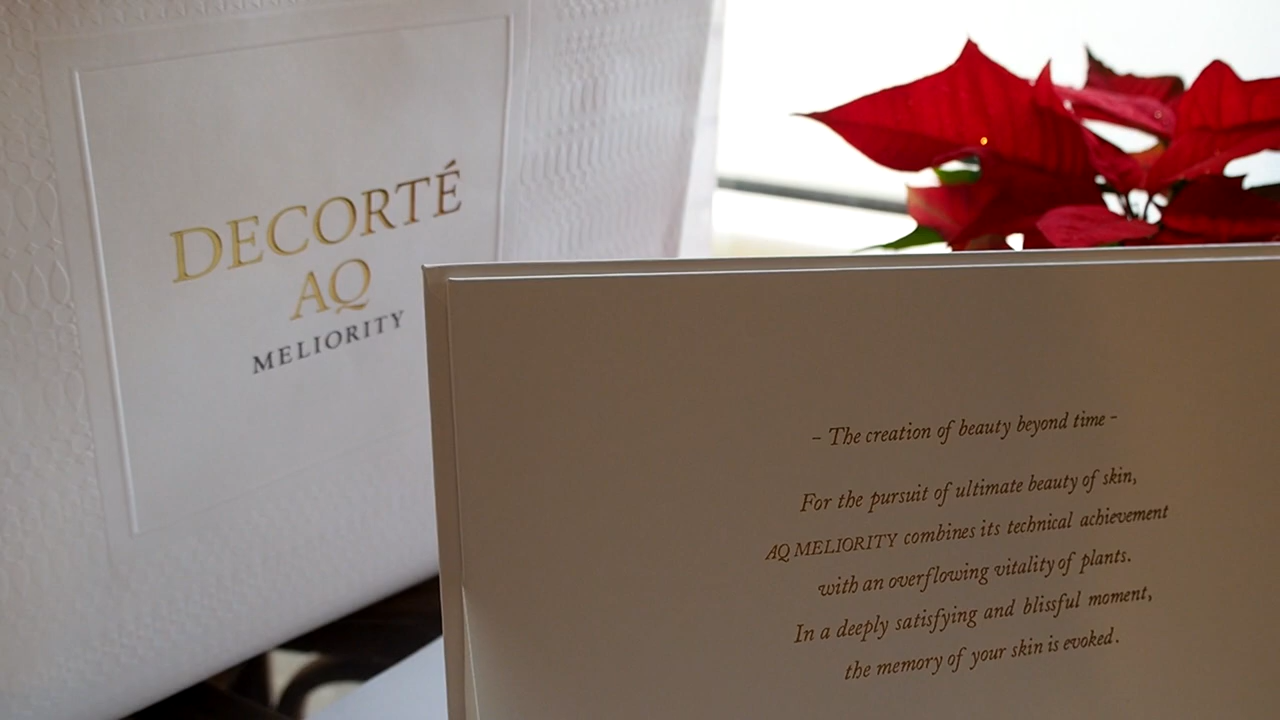 DECORTÉ
AQ
MELIORITY
– The creation of beauty beyond time –
For the pursuit of ultimate beauty of skin,
AQ MELIORITY combines its technical achievement
with an overflowing vitality of plants.
In a deeply satisfying and blissful moment,
the memory of your skin is evoked.